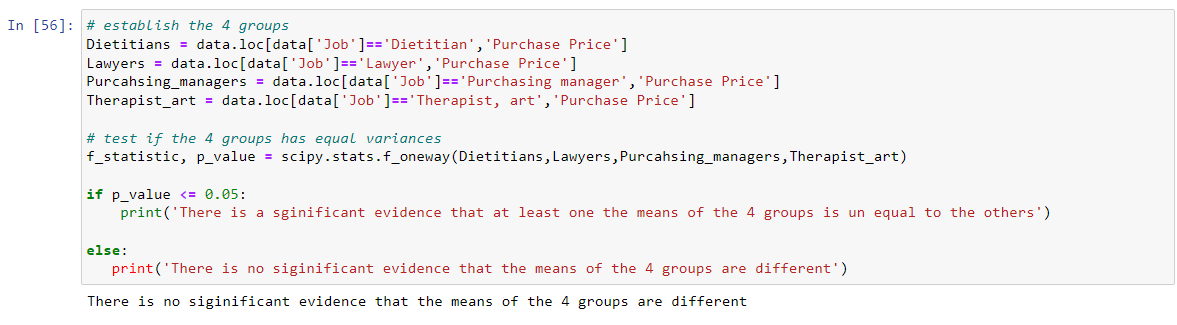 In [56]: # establish the 4 groups
Dietitians = data.loc[data['Job']=='Dietitian','Purchase Price']
Lawyers = data.loc[data['Job']=='Lawyer','Purchase Price']
Purcahsing_managers = data.loc[data['Job']=='Purchasing manager','Purchase Price']
Therapist_art = data.loc[data['Job']=='Therapist, art','Purchase Price']
# test if the 4 groups has equal variances
f_statistic, p_value = scipy.stats.f_oneway(Dietitians,Lawyers,Purcahsing_managers,Therapist_art)
if p_value <= 0.05:
    print('There is a sginificant evidence that at least one the means of the 4 groups is un equal to the others')
else:
   print('There is no siginificant evidence that the means of the 4 groups are different')
There is no siginificant evidence that the means of the 4 groups are different